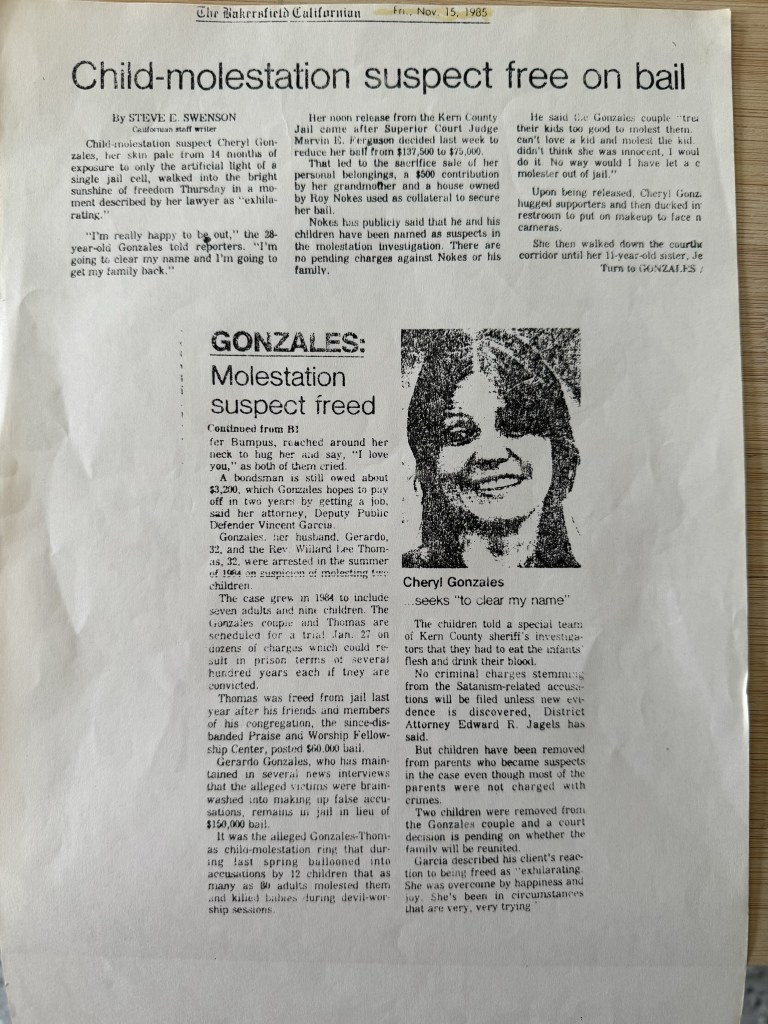 The Bakersfield Californian
Fri., Nov. 15, 1985
Child-molestation suspect free on bail
By STEVE E. SWENSON
Californian staff writer
Child-molestation suspect Cheryl Gon-
zales, her skin pale from 14 months of
exposure to only the artificial light of a
single jail cell, walked into the bright
sunshine of freedom Thursday in a mo-
ment described by her lawyer as "exhila-
rating."
"I'm really happy to be out," the 28-
year-old Gonzales told reporters. "I'm
going to clear my name and I'm going to
get my family back."
Her noon release from the Kern County
Jail came after Superior Court Judge
Marvin E. Ferguson decided last week to
reduce her bail from $137,500 to $75,000.
That led to the sacrifice sale of her
personal belongings, a $500 contribution
by her grandmother and a house owned
by Roy Nokes used as collateral to secure
her bail.
Nokes has publicly said that he and his
children have been named as suspects in
the molestation investigation. There are
no pending charges against Nokes or his
family.
He said the Gonzales couple
their kids too good to molest them.
can't love a kid and molest the kid.
didn't think she was innocent, I
do it. No way would I have let a
molester out of jail."
Upon being released, Cheryl
hugged supporters and then ducked
restroom to put on makeup to face
cameras.
She then walked down the
corridor until her 11-year-old sister,
Turn to GONZALES
GONZALES:
Molestation
suspect freed
Continued from B1
fer Bumpus, reached around her
neck to hug her and say, "I love
you," as both of them cried.
A bondsman is still owed about
$3,200, which Gonzales hopes to pay
off in two years by getting a job,
said her attorney, Deputy Public
Defender Vincent Garcia.
Gonzales, her husband, Gerardo,
32, and the Rev. Willard Lee Thom-
as, 32, were arrested in the summer
of 1984 on suspicion of molesting two
children.
The case grew in 1984 to include
seven adults and nine children. The
Gonzales couple and Thomas are
scheduled for a trial Jan. 27 on
dozens of charges which could re-
sult in prison terms of several
hundred years each if they are
convicted.
Thomas was freed from jail last
year after his friends and members
of his congregation, the since-dis-
banded Praise and Worship Fellow-
ship Center, posted $60,000 bail.
Gerardo Gonzales, who has main-
tained in several news interviews
that the alleged victims were brain-
washed into making up false accu-
sations, remains in jail in lieu of
$150,000 bail.
It was the alleged Gonzales-Thom-
as child-molestation ring that dur-
ing last spring ballooned into
accusations by 12 children that as
many as 80 adults molested them
and killed babies during devil-wor-
ship sessions.
Cheryl Gonzales
...seeks "to clear my name"
The children told a special team
of Kern County sheriff's investiga-
tors that they had to eat the infants'
flesh and drink their blood.
No criminal charges stemming
from the Satanism-related accusa-
tions will be filed unless new evi-
dence is discovered, District
Attorney Edward R. Jagels has
said.
But children have been removed
from parents who became suspects
in the case even though most of the
parents were not charged with
crimes.
Two children were removed from
the Gonzales couple and a court
decision is pending on whether the
family will be reunited.
Garcia described his client's reac-
tion to being freed as "exhilarating.
She was overcome by happiness and
joy. She's been in circumstances
that are very, very trying